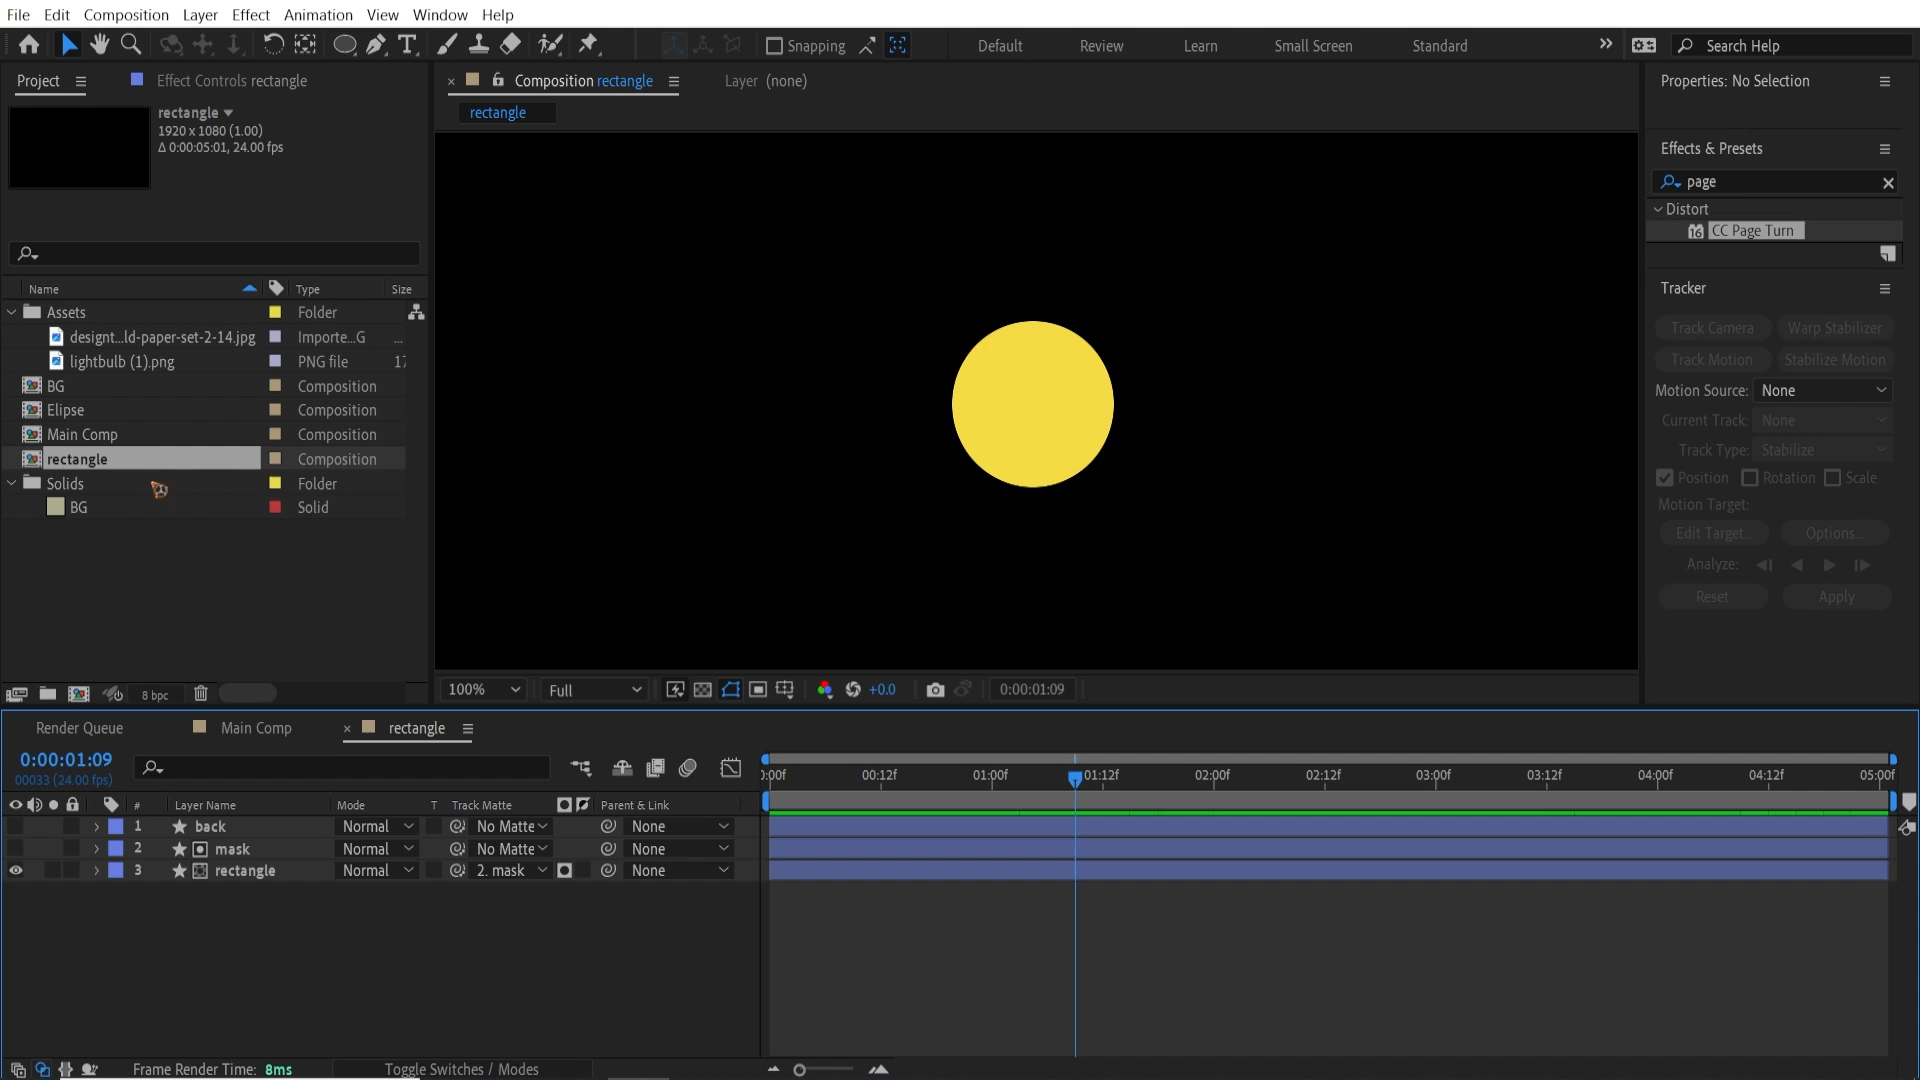 File Edit Composition Layer Effect Animation View Window Help
Snapping
Default Review Learn Small Screen Standard
Search Help
Project
Effect Controls rectangle
rectangle
1920 x 1080 (1.00)
Δ 0:00:05:01, 24.00 fps
Name Type Size
Assets Folder
designt...ld-paper-set-2-14.jpg Importe...G ...
lightbulb (1).png PNG file 17
BG Composition
Elipse Composition
Main Comp Composition
rectangle Composition
Solids Folder
BG Solid
8 bpc
Composition rectangle
Layer (none)
rectangle
100% Full +0.0 0:00:01:09
Properties: No Selection
Effects & Presets
page
Distort
16 CC Page Turn
Tracker
Track Camera Warp Stabilizer
Track Motion Stabilize Motion
Motion Source: None
Current Track: None
Track Type: Stabilize
Position Rotation Scale
Motion Target:
Edit Target... Options...
Analyze:
Reset Apply
Render Queue Main Comp rectangle
0:00:01:09
00033 (24.00 fps)
0:00f 00:12f 01:00f 01:12f 02:00f 02:12f 03:00f 03:12f 04:00f 04:12f 05:00f
# Layer Name Mode T Track Matte Parent & Link
1 back Normal No Matte None
2 mask Normal No Matte None
3 rectangle Normal 2. mask None
Frame Render Time: 8ms
Toggle Switches / Modes